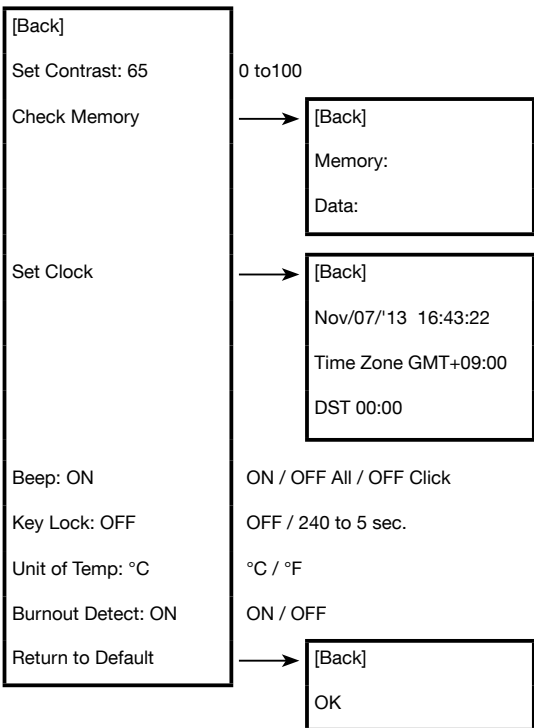 [Back]
Set Contrast: 65 0 to100
Check Memory [Back]
Memory:
Data:
Set Clock [Back]
Nov/07/'13 16:43:22
Time Zone GMT+09:00
DST 00:00
Beep: ON ON / OFF All / OFF Click
Key Lock: OFF OFF / 240 to 5 sec.
Unit of Temp: °C °C / °F
Burnout Detect: ON ON / OFF
Return to Default [Back]
OK